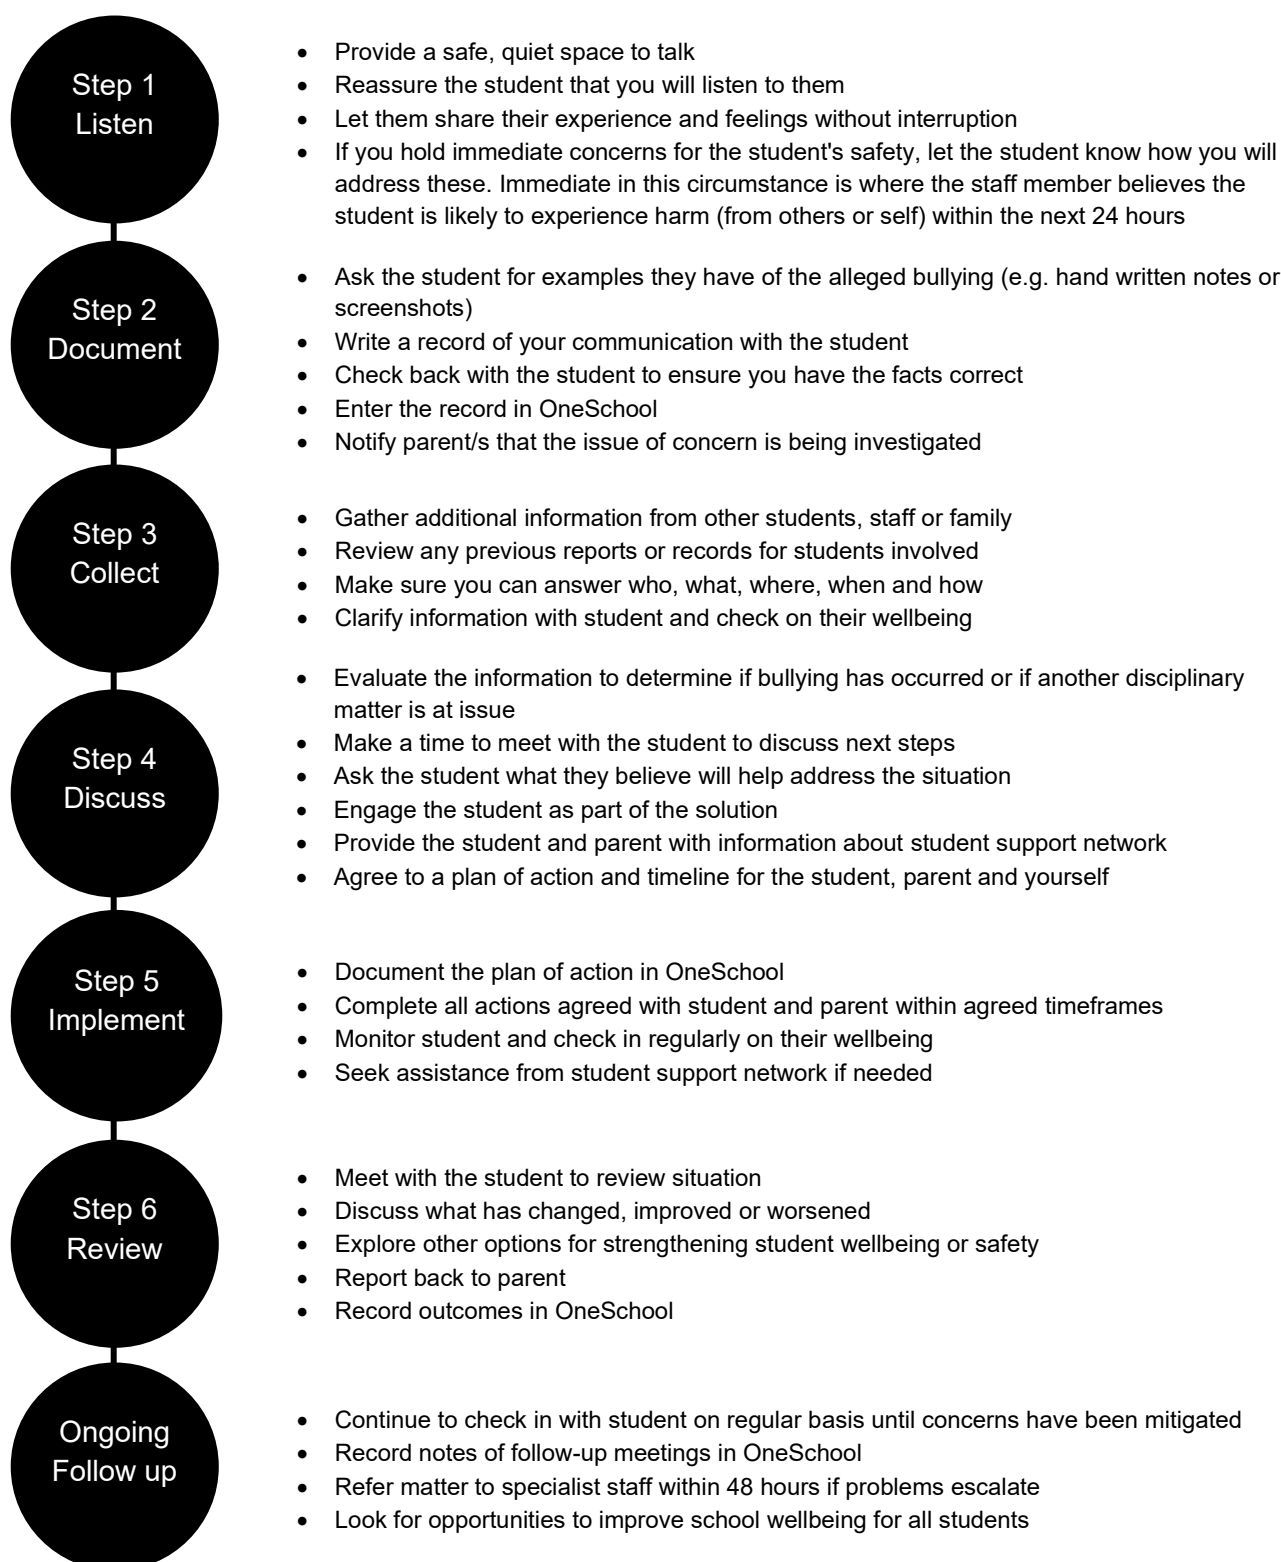 Step 1
Listen
• Provide a safe, quiet space to talk
• Reassure the student that you will listen to them
• Let them share their experience and feelings without interruption
• If you hold immediate concerns for the student's safety, let the student know how you will
address these. Immediate in this circumstance is where the staff member believes the
student is likely to experience harm (from others or self) within the next 24 hours
Step 2
Document
• Ask the student for examples they have of the alleged bullying (e.g. hand written notes or
screenshots)
• Write a record of your communication with the student
• Check back with the student to ensure you have the facts correct
• Enter the record in OneSchool
• Notify parent/s that the issue of concern is being investigated
Step 3
Collect
• Gather additional information from other students, staff or family
• Review any previous reports or records for students involved
• Make sure you can answer who, what, where, when and how
• Clarify information with student and check on their wellbeing
Step 4
Discuss
• Evaluate the information to determine if bullying has occurred or if another disciplinary
matter is at issue
• Make a time to meet with the student to discuss next steps
• Ask the student what they believe will help address the situation
• Engage the student as part of the solution
• Provide the student and parent with information about student support network
• Agree to a plan of action and timeline for the student, parent and yourself
Step 5
Implement
• Document the plan of action in OneSchool
• Complete all actions agreed with student and parent within agreed timeframes
• Monitor student and check in regularly on their wellbeing
• Seek assistance from student support network if needed
Step 6
Review
• Meet with the student to review situation
• Discuss what has changed, improved or worsened
• Explore other options for strengthening student wellbeing or safety
• Report back to parent
• Record outcomes in OneSchool
Ongoing
Follow up
• Continue to check in with student on regular basis until concerns have been mitigated
• Record notes of follow-up meetings in OneSchool
• Refer matter to specialist staff within 48 hours if problems escalate
• Look for opportunities to improve school wellbeing for all students